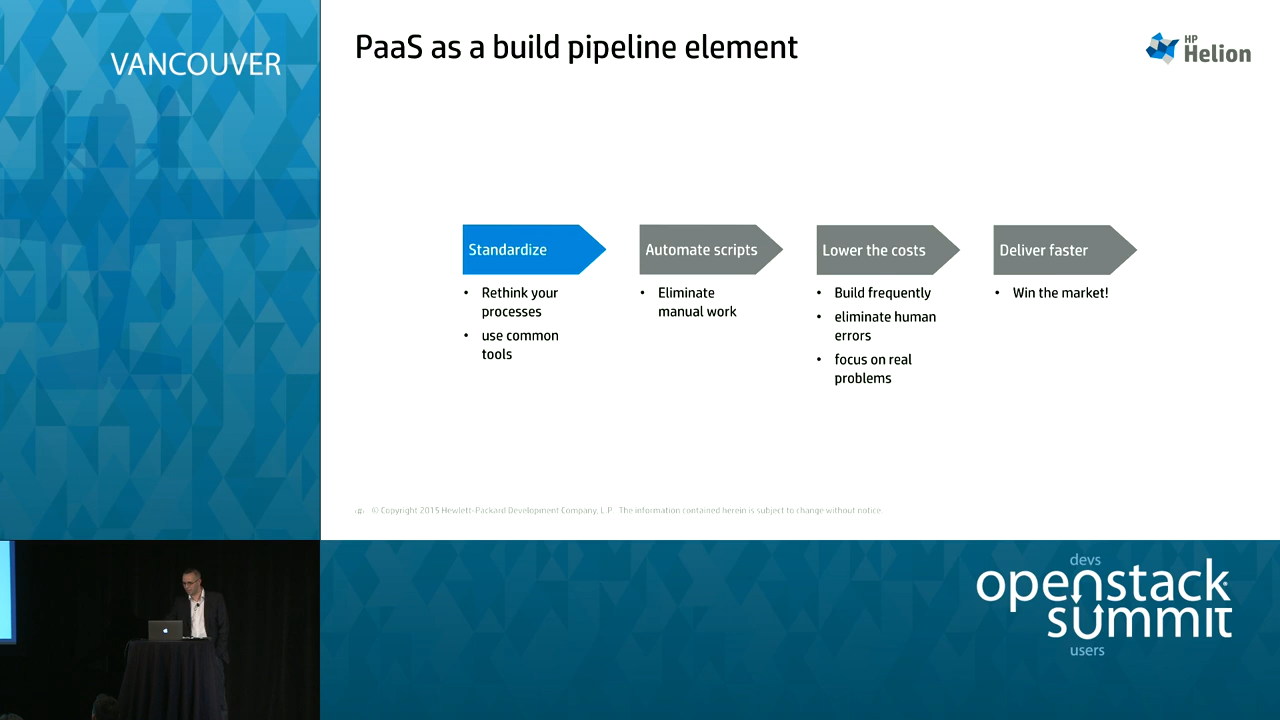 VANCOUVER
PaaS as a build pipeline element
HP
Helion
Standardize
• Rethink your
processes
• use common
tools
Automate scripts
• Eliminate
manual work
Lower the costs
• Build frequently
• eliminate human
errors
• focus on real
problems
Deliver faster
• Win the market!
‹#› © Copyright 2015 Hewlett-Packard Development Company, L.P. The information contained herein is subject to change without notice.
devs
openstack
summit
users